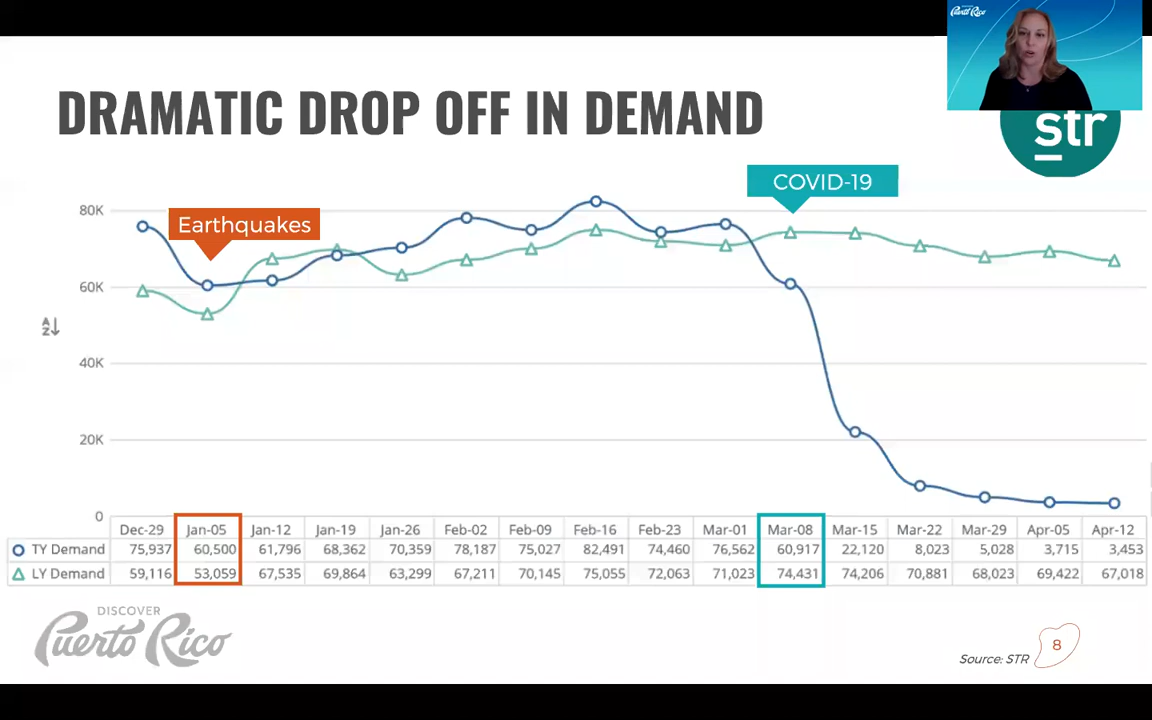 Puerto Rico
DRAMATIC DROP OFF IN DEMAND
str
COVID-19
Earthquakes
80K
60K
40K
20K
0
A
Z
Dec-29 Jan-05 Jan-12 Jan-19 Jan-26 Feb-02 Feb-09 Feb-16 Feb-23 Mar-01 Mar-08 Mar-15 Mar-22 Mar-29 Apr-05 Apr-12
TY Demand 75,937 60,500 61,796 68,362 70,359 78,187 75,027 82,491 74,460 76,562 60,917 22,120 8,023 5,028 3,715 3,453
LY Demand 59,116 53,059 67,535 69,864 63,299 67,211 70,145 75,055 72,063 71,023 74,431 74,206 70,881 68,023 69,422 67,018
DISCOVER
Puerto Rico
8
Source: STR